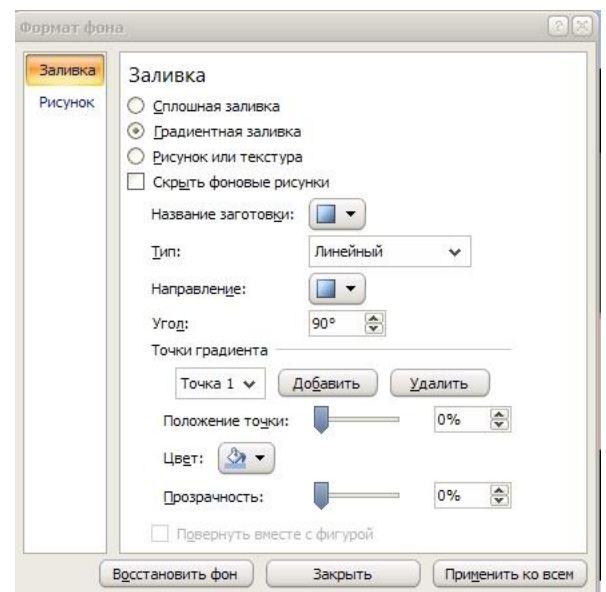 Формат фона
Заливка
Рисунок
Заливка
Сплошная заливка
Градиентная заливка
Рисунок или текстура
Скрыть фоновые рисунки
Название заготовки:
Тип: Линейный
Направление:
Угол: 90°
Точки градиента
Точка 1 Добавить Удалить
Положение точки: 0%
Цвет:
Прозрачность: 0%
Повернуть вместе с фигурой
Восстановить фон Закрыть Применить ко всем